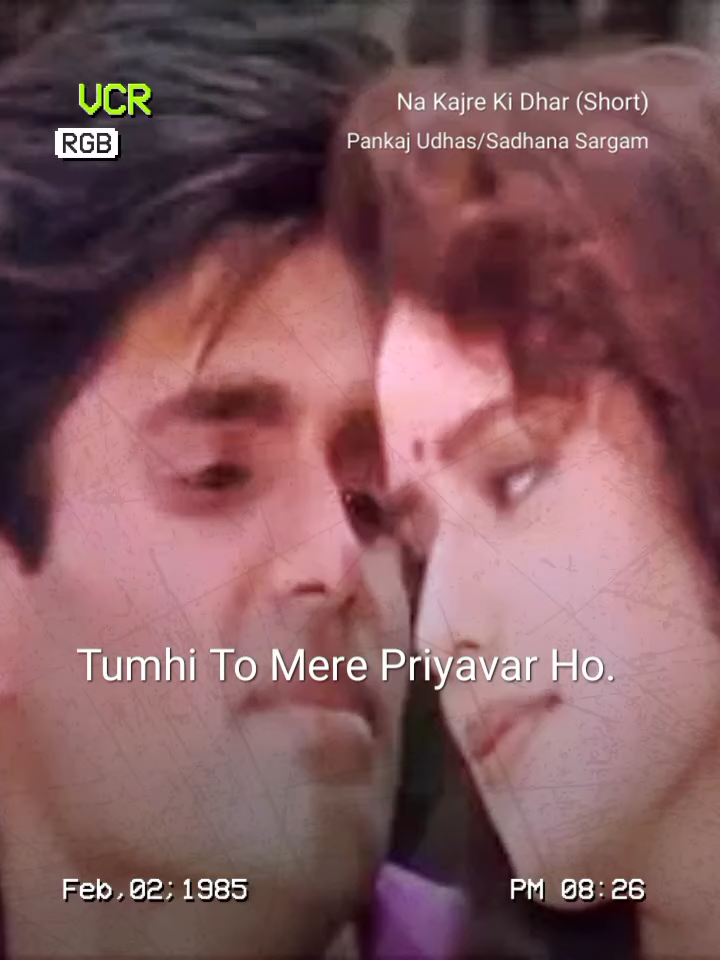 VCR
Na Kajre Ki Dhar (Short)
RGB
Pankaj Udhas/Sadhana Sargam
Tumhi To Mere Priyavar Ho.
Feb,02;1985
PM 08:26